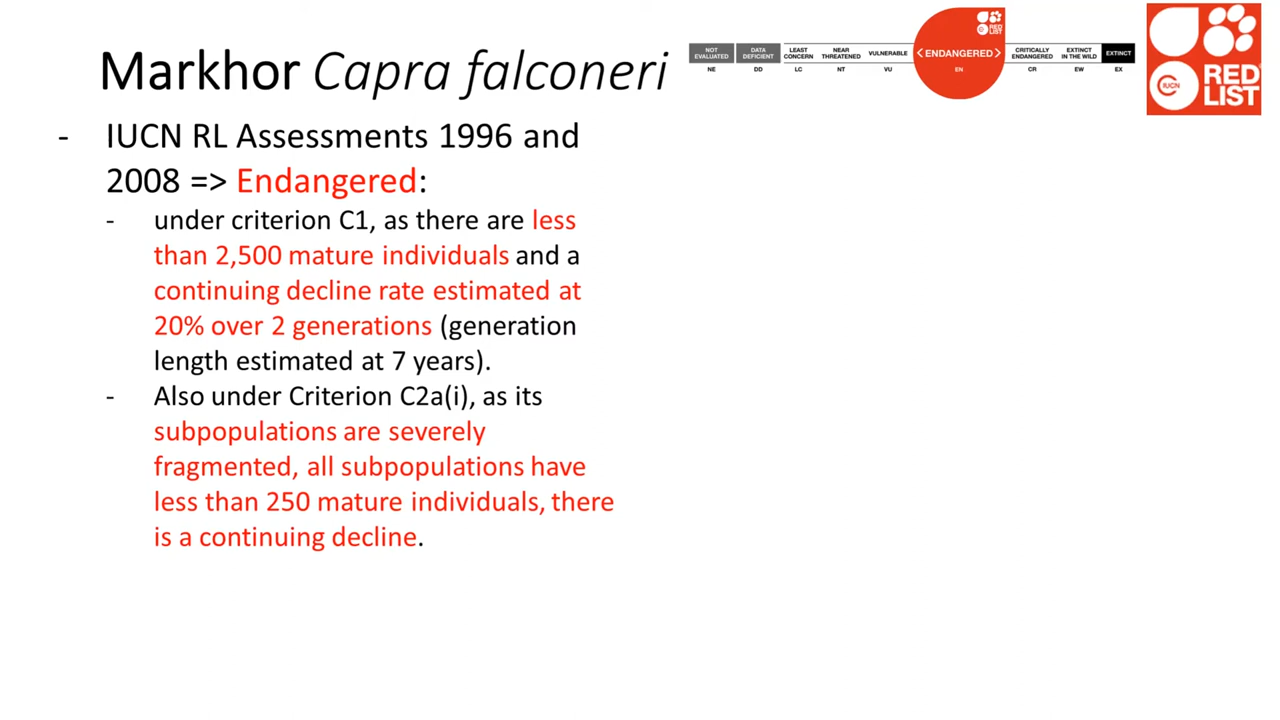 Markhor Capra falconeri
NOT EVALUATED
NE
DATA DEFICIENT
DD
LEAST CONCERN
LC
NEAR THREATENED
NT
VULNERABLE
VU
RED LIST
<ENDANGERED>
EN
CRITICALLY ENDANGERED
CR
EXTINCT IN THE WILD
EW
EXTINCT
EX
IUCN
RED
LIST
- IUCN RL Assessments 1996 and
2008 => Endangered:
- under criterion C1, as there are less
than 2,500 mature individuals and a
continuing decline rate estimated at
20% over 2 generations (generation
length estimated at 7 years).
- Also under Criterion C2a(i), as its
subpopulations are severely
fragmented, all subpopulations have
less than 250 mature individuals, there
is a continuing decline.